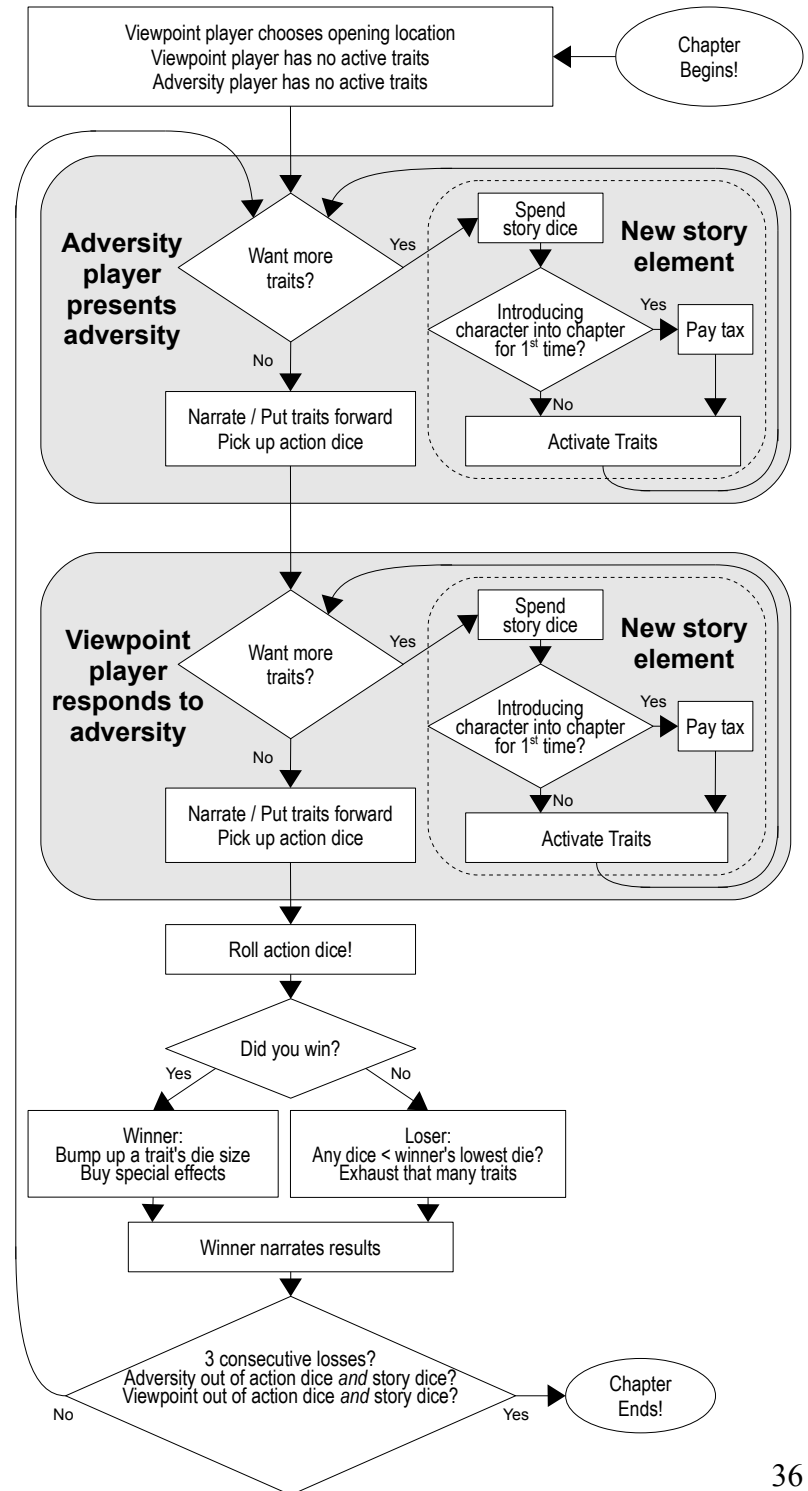 Viewpoint player chooses opening location
Viewpoint player has no active traits
Adversity player has no active traits
Chapter
Begins!
Adversity
player
presents
adversity
Want more
traits?
Yes
No
Spend
story dice
New story
element
Introducing
character into chapter
for 1st time?
Yes
Pay tax
No
Activate Traits
Narrate / Put traits forward
Pick up action dice
Viewpoint
player
responds to
adversity
Want more
traits?
Yes
No
Spend
story dice
New story
element
Introducing
character into chapter
for 1st time?
Yes
Pay tax
No
Activate Traits
Narrate / Put traits forward
Pick up action dice
Roll action dice!
Did you win?
Yes
No
Winner:
Bump up a trait's die size
Buy special effects
Loser:
Any dice < winner's lowest die?
Exhaust that many traits
Winner narrates results
3 consecutive losses?
Adversity out of action dice and story dice?
Viewpoint out of action dice and story dice?
No
Yes
Chapter
Ends!
36